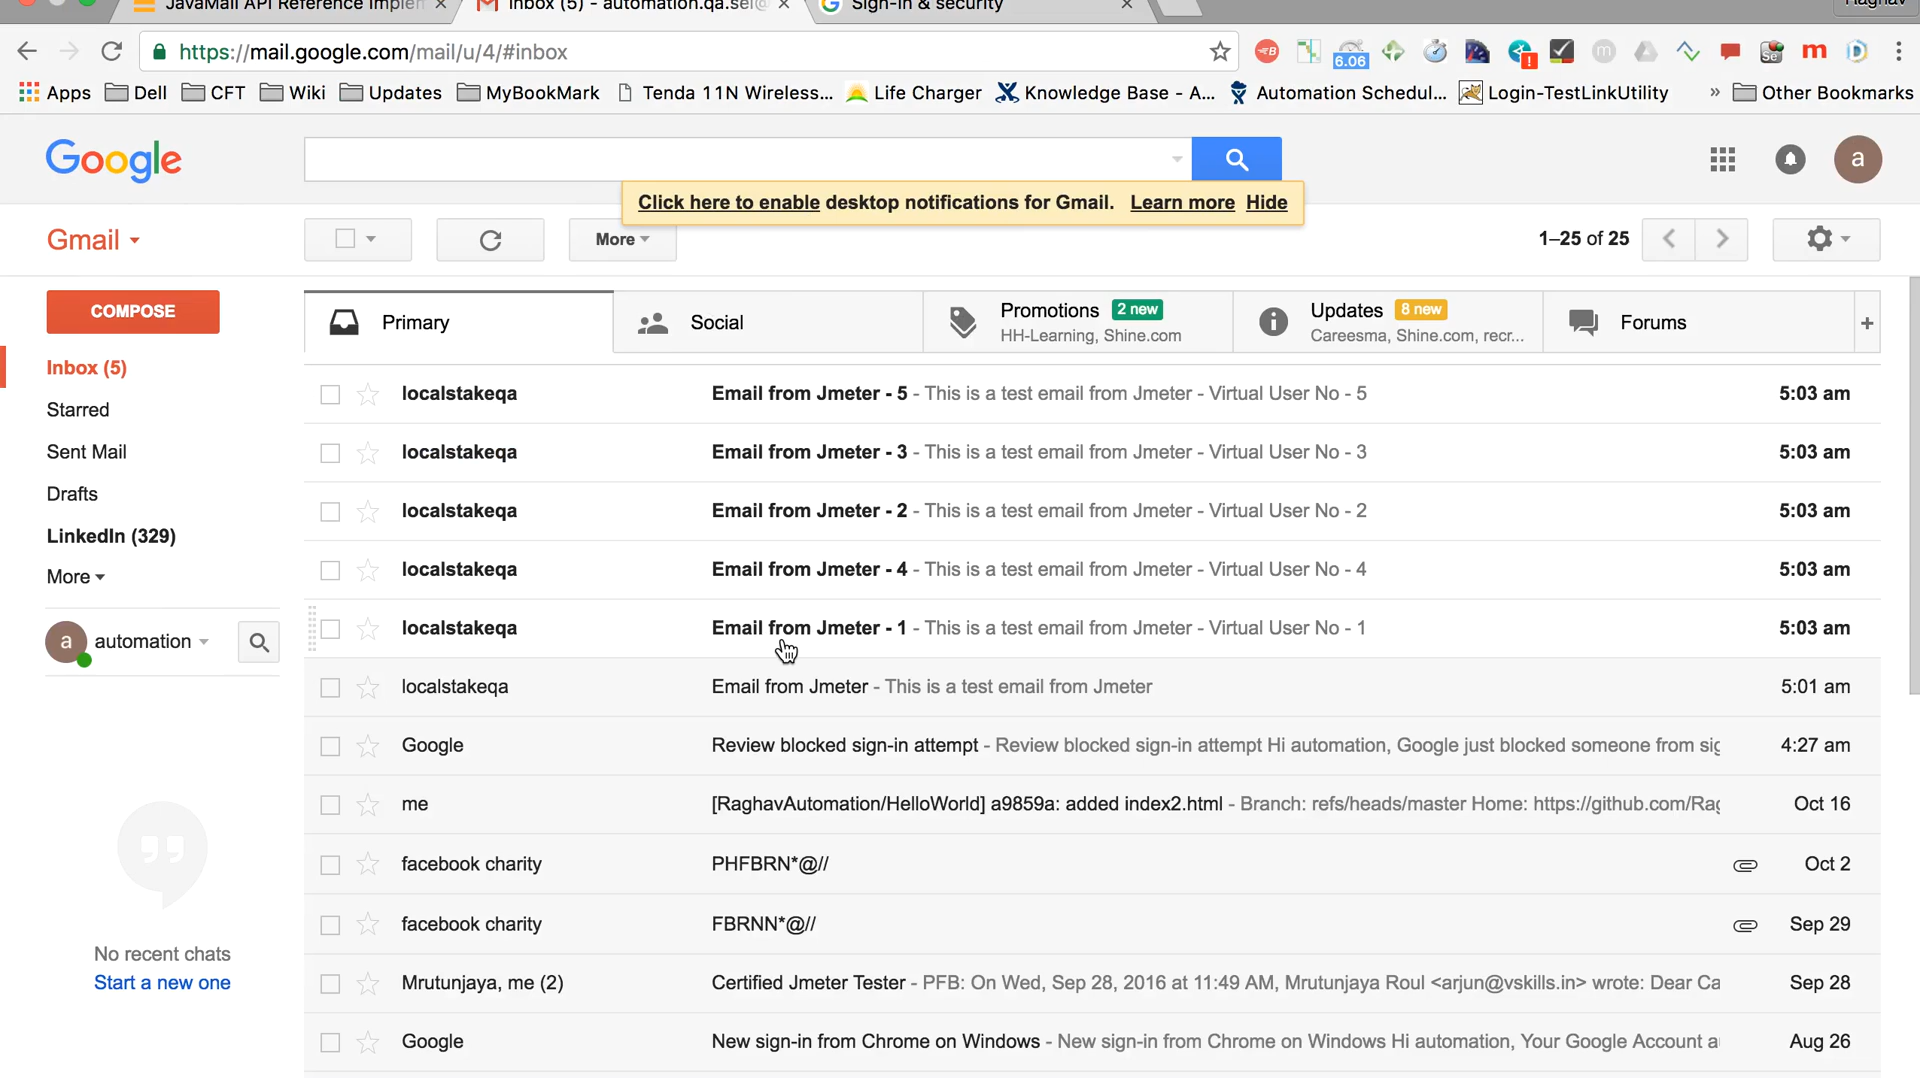 JavaMail API Reference Implem
Inbox (5) - automation.qa.sel@
Sign-in & security
Raghav
https://mail.google.com/mail/u/4/#inbox
6.06
Apps Dell CFT Wiki Updates MyBookMark Tenda 11N Wireless... Life Charger Knowledge Base - A... Automation Schedul... Login-TestLinkUtility » Other Bookmarks
Google
a
Click here to enable desktop notifications for Gmail. Learn more Hide
Gmail
More
1–25 of 25
COMPOSE
Inbox (5)
Starred
Sent Mail
Drafts
LinkedIn (329)
More
a automation
No recent chats
Start a new one
Primary
Social
Promotions 2 new
HH-Learning, Shine.com
Updates 8 new
Careesma, Shine.com, recr...
Forums
+
localstakeqa Email from Jmeter - 5 - This is a test email from Jmeter - Virtual User No - 5 5:03 am
localstakeqa Email from Jmeter - 3 - This is a test email from Jmeter - Virtual User No - 3 5:03 am
localstakeqa Email from Jmeter - 2 - This is a test email from Jmeter - Virtual User No - 2 5:03 am
localstakeqa Email from Jmeter - 4 - This is a test email from Jmeter - Virtual User No - 4 5:03 am
localstakeqa Email from Jmeter - 1 - This is a test email from Jmeter - Virtual User No - 1 5:03 am
localstakeqa Email from Jmeter - This is a test email from Jmeter 5:01 am
Google Review blocked sign-in attempt - Review blocked sign-in attempt Hi automation, Google just blocked someone from sig 4:27 am
me [RaghavAutomation/HelloWorld] a9859a: added index2.html - Branch: refs/heads/master Home: https://github.com/Rag Oct 16
facebook charity PHFBRN*@// Oct 2
facebook charity FBRNN*@// Sep 29
Mrutunjaya, me (2) Certified Jmeter Tester - PFB: On Wed, Sep 28, 2016 at 11:49 AM, Mrutunjaya Roul <arjun@vskills.in> wrote: Dear Ca Sep 28
Google New sign-in from Chrome on Windows - New sign-in from Chrome on Windows Hi automation, Your Google Account a Aug 26